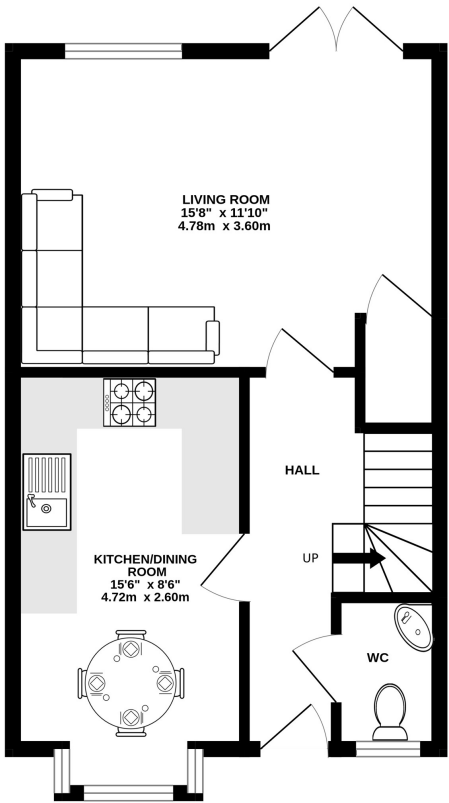 LIVING ROOM
15'8" x 11'10"
4.78m x 3.60m
HALL
UP
KITCHEN/DINING
ROOM
15'6" x 8'6"
4.72m x 2.60m
WC